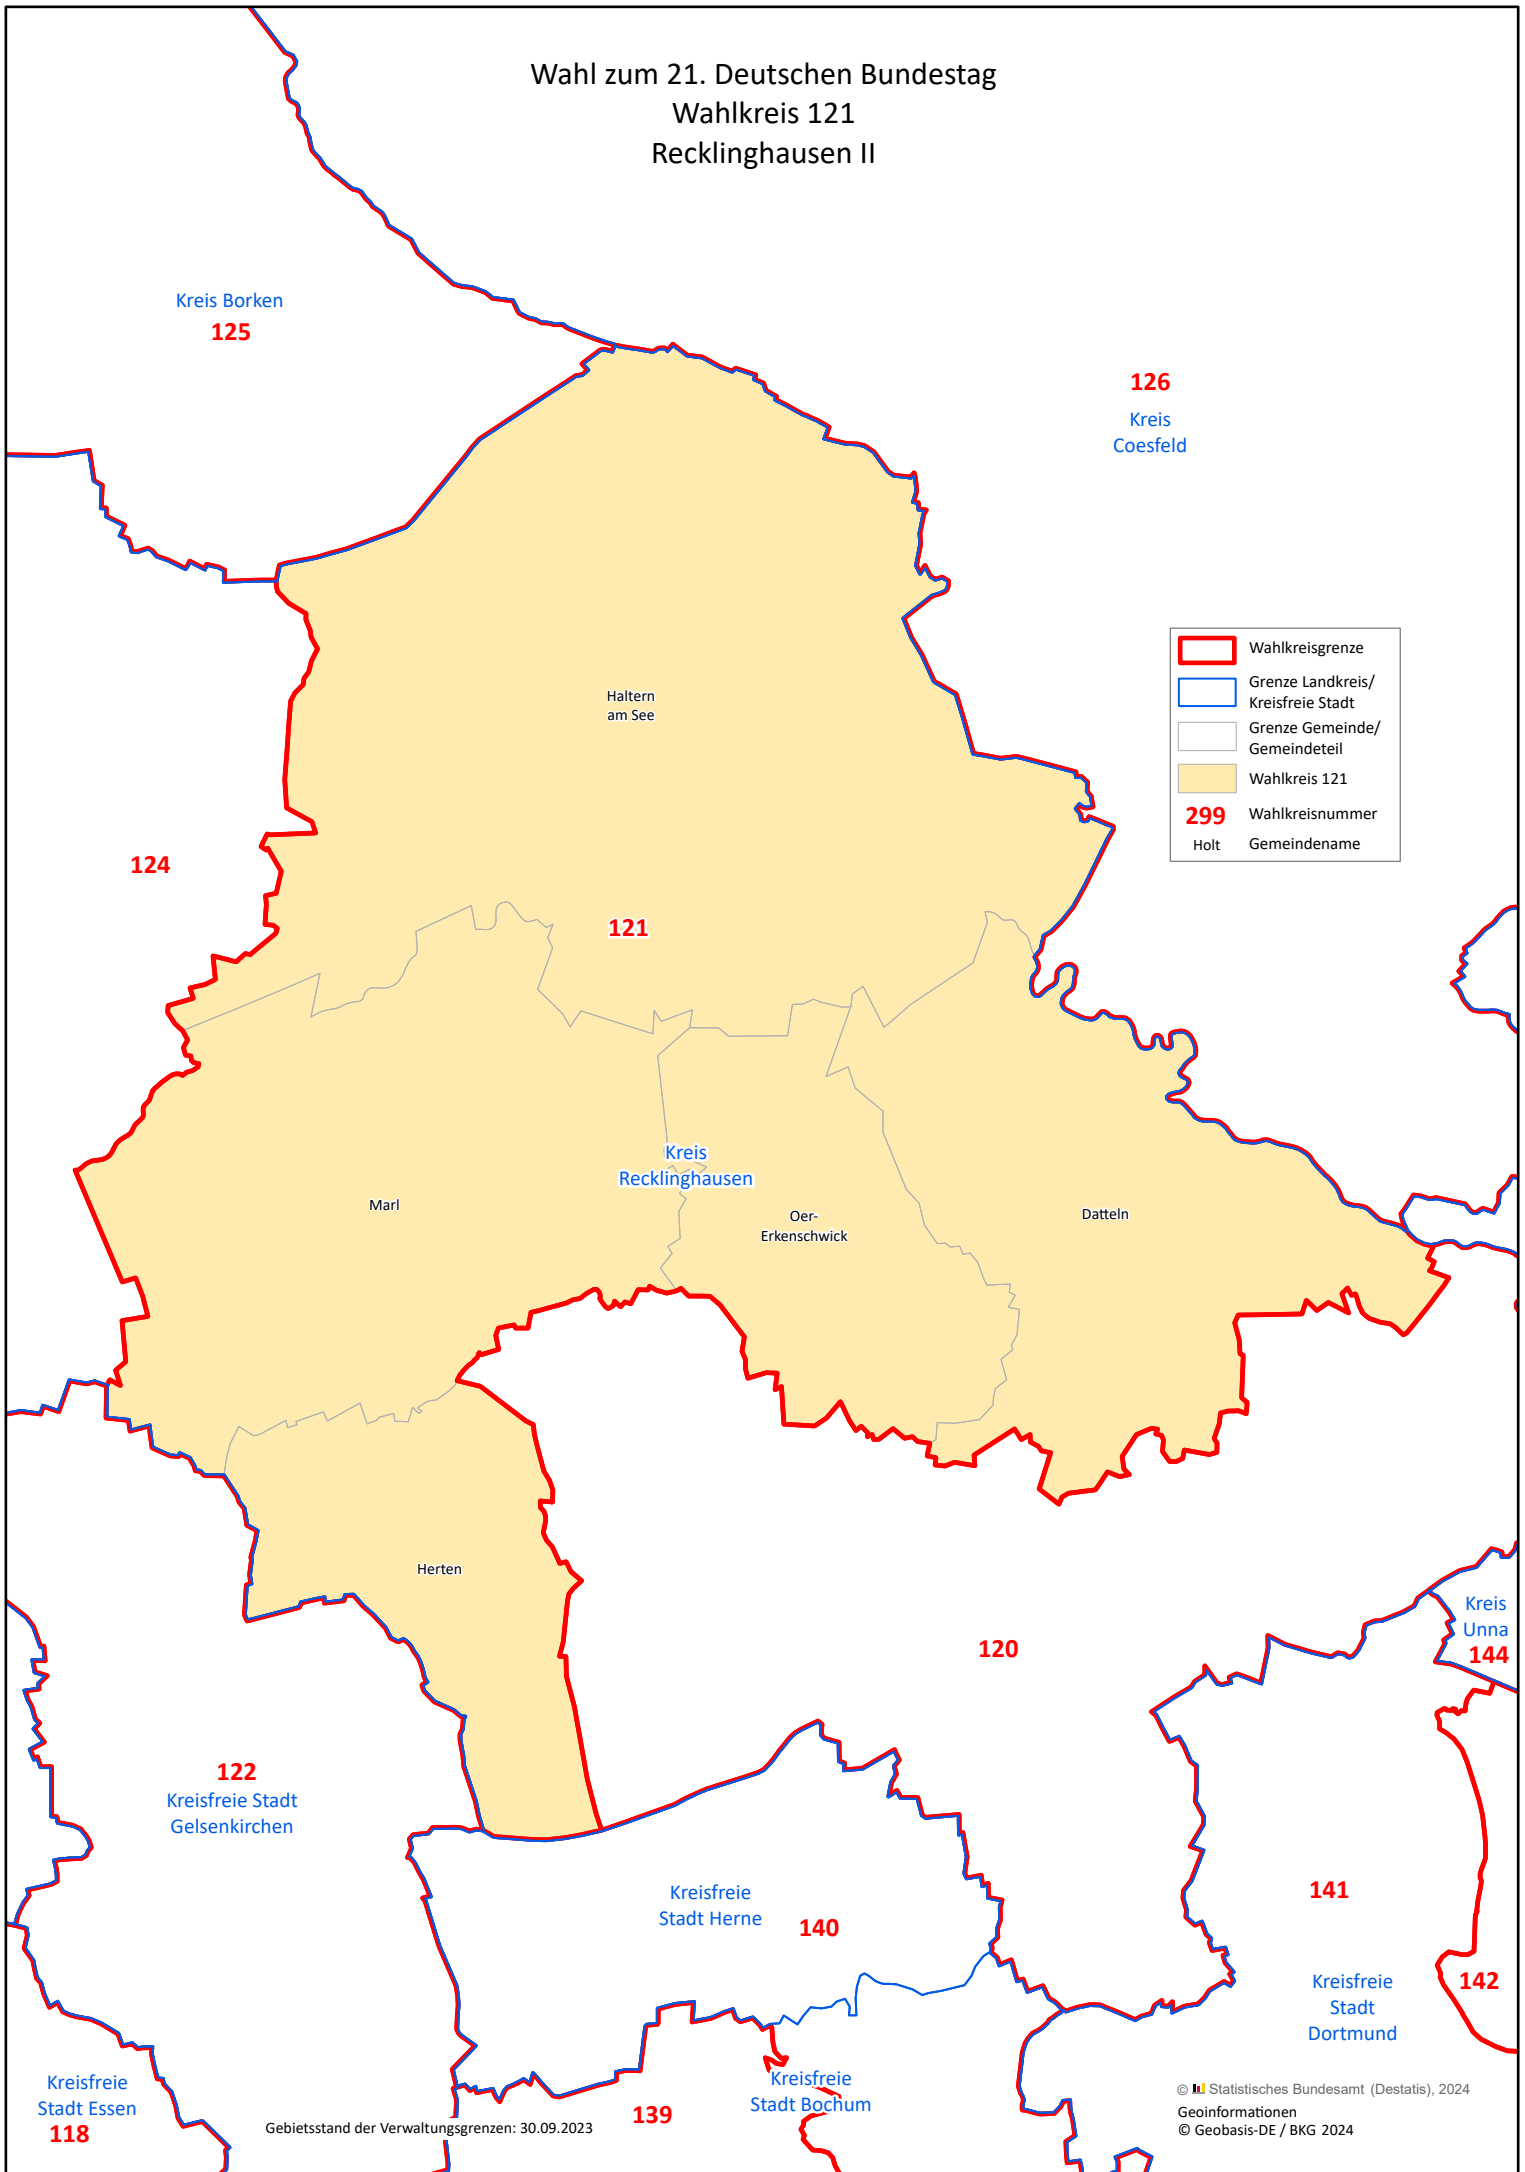 Wahl zum 21. Deutschen Bundestag
Wahlkreis 121
Recklinghausen II
Kreis Borken
125
126
Kreis
Coesfeld
Wahlkreisgrenze
Grenze Landkreis/
Kreisfreie Stadt
Grenze Gemeinde/
Gemeindeteil
Wahlkreis 121
299 Wahlkreisnummer
Holt Gemeindename
Haltern
am See
124
121
Kreis
Recklinghausen
Marl
Oer-
Erkenschwick
Datteln
Herten
120
Kreis
Unna
144
122
Kreisfreie Stadt
Gelsenkirchen
Kreisfreie
Stadt Herne
140
141
142
Kreisfreie
Stadt
Dortmund
Kreisfreie
Stadt Essen
118
139
Kreisfreie
Stadt Bochum
Gebietsstand der Verwaltungsgrenzen: 30.09.2023
© Statistisches Bundesamt (Destatis), 2024
Geoinformationen
© Geobasis-DE / BKG 2024